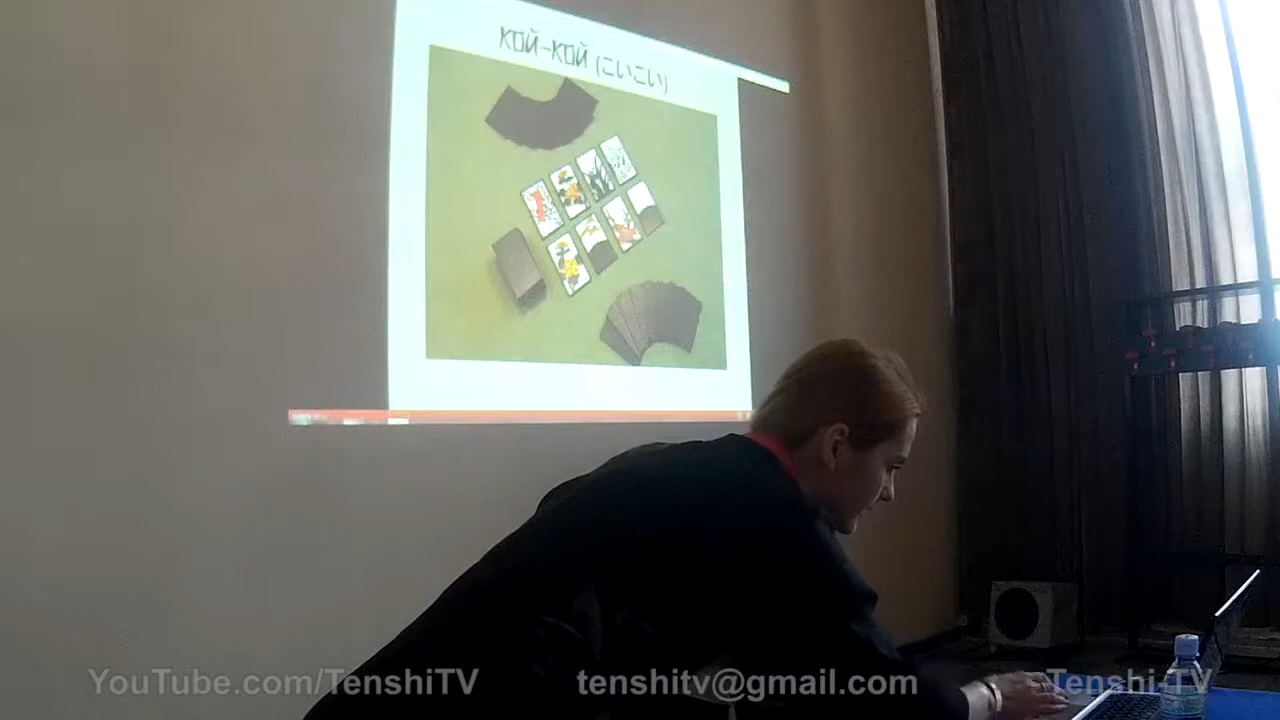 КОЙ-КОЙ (こいこい)
YouTube.com/TenshiTV
tenshitv@gmail.com
Tenshi-TV